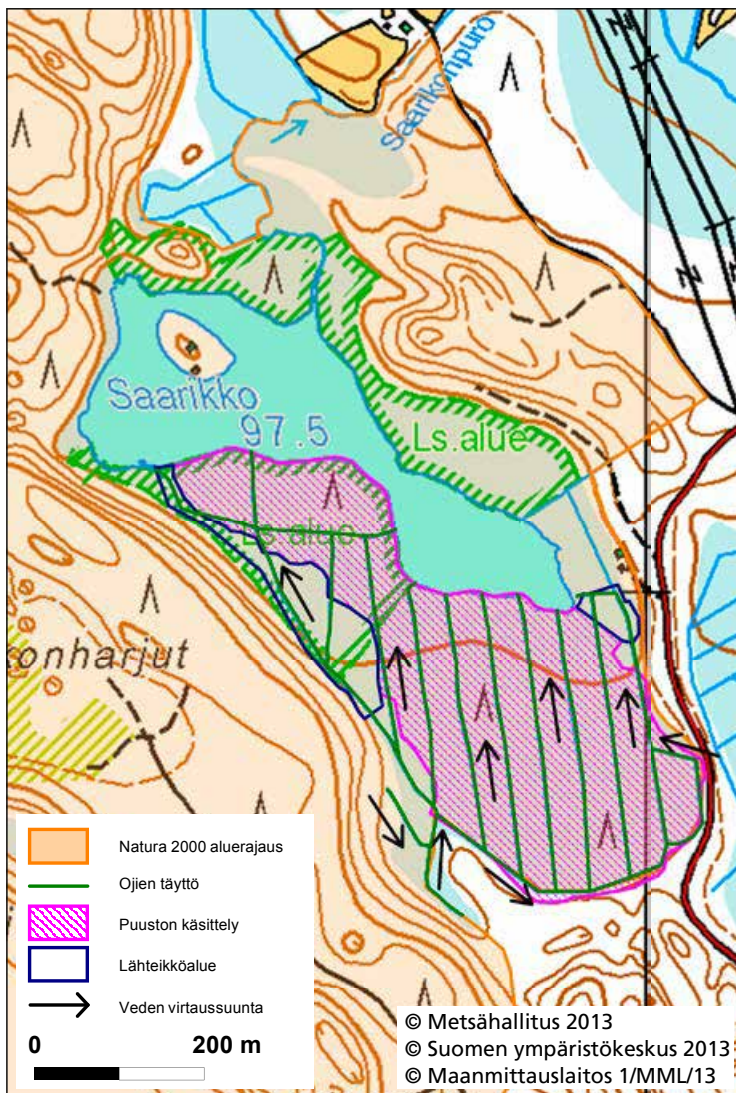 Saarikonpuro
Saarikko
97.5
Ls.alue
Ls alue
konharjut
Natura 2000 aluerajaus
Ojien täyttö
Puuston käsittely
Lähteikköalue
Veden virtaussuunta
0 200 m
© Metsähallitus 2013
© Suomen ympäristökeskus 2013
© Maanmittauslaitos 1/MML/13